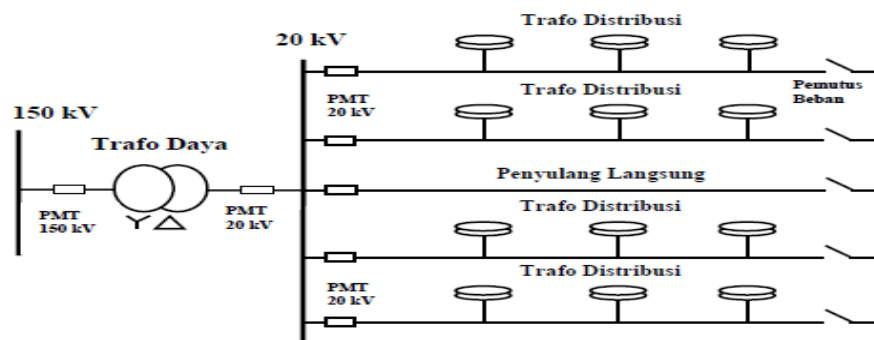 Trafo Distribusi
20 kV
Pemutus
Beban
PMT
20 kV
Trafo Distribusi
150 kV
Trafo Daya
Penyulang Langsung
PMT
150 kV
PMT
20 kV
Trafo Distribusi
Trafo Distribusi
PMT
20 kV